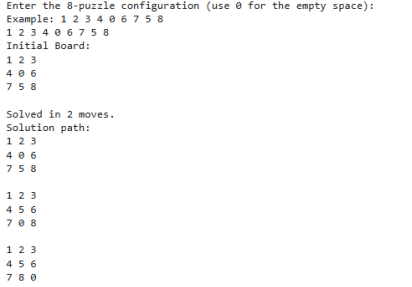 Enter the 8-puzzle configuration (use 0 for the empty space):
Example: 1 2 3 4 0 6 7 5 8
1 2 3 4 0 6 7 5 8
Initial Board:
1 2 3
4 0 6
7 5 8
Solved in 2 moves.
Solution path:
1 2 3
4 0 6
7 5 8
1 2 3
4 5 6
7 0 8
1 2 3
4 5 6
7 8 0